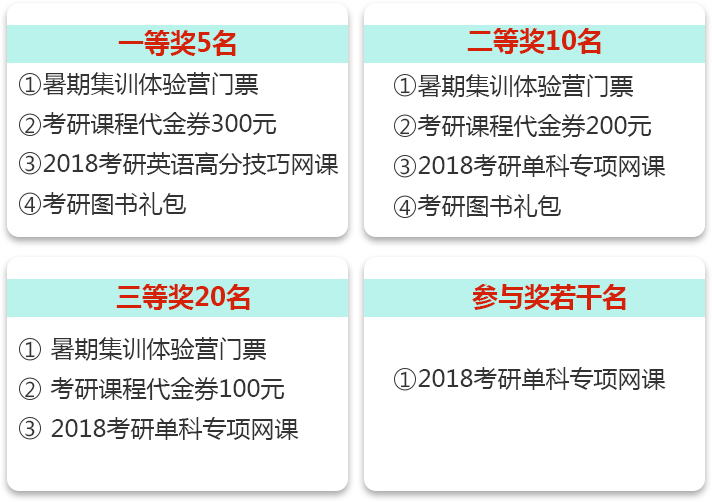 一等奖5名
①暑期集训体验营门票
②考研课程代金券300元
③2018考研英语高分技巧网课
④考研图书礼包
二等奖10名
①暑期集训体验营门票
②考研课程代金券200元
③2018考研单科专项网课
④考研图书礼包
三等奖20名
① 暑期集训体验营门票
② 考研课程代金券100元
③ 2018考研单科专项网课
参与奖若干名
①2018考研单科专项网课